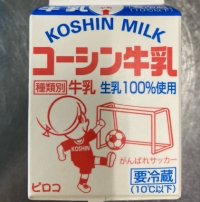 KOSHIN MILK
コーシン牛乳
種類別 牛乳 生乳100%使用
KOSHIN
がんばれサッカー
ピロコ
要冷蔵
(10℃以下)